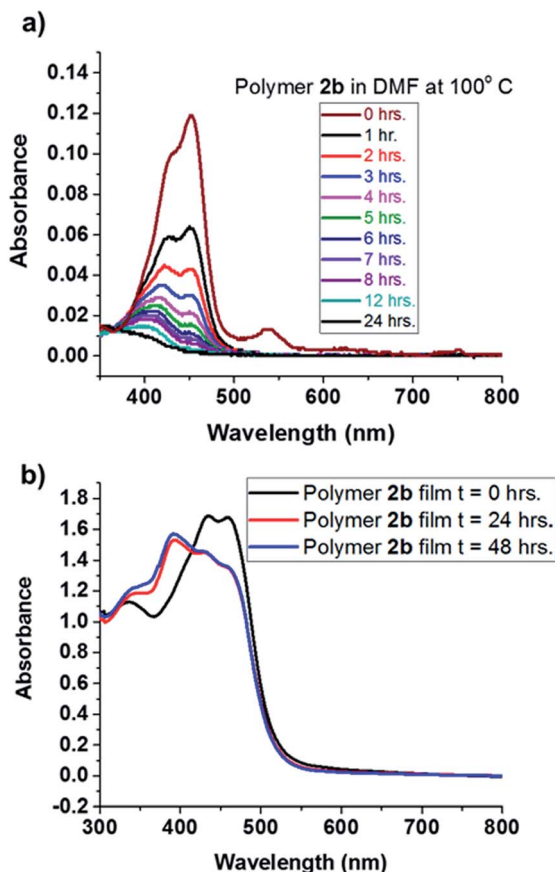 a)
Polymer 2b in DMF at 100° C
0 hrs.
1 hr.
2 hrs.
3 hrs.
4 hrs.
5 hrs.
6 hrs.
7 hrs.
8 hrs.
12 hrs.
24 hrs.
Absorbance
0.14
0.12
0.10
0.08
0.06
0.04
0.02
0.00
400 500 600 700 800
Wavelength (nm)
b)
Polymer 2b film t = 0 hrs.
Polymer 2b film t = 24 hrs.
Polymer 2b film t = 48 hrs.
Absorbance
1.8
1.6
1.4
1.2
1.0
0.8
0.6
0.4
0.2
0.0
-0.2
300 400 500 600 700 800
Wavelength (nm)